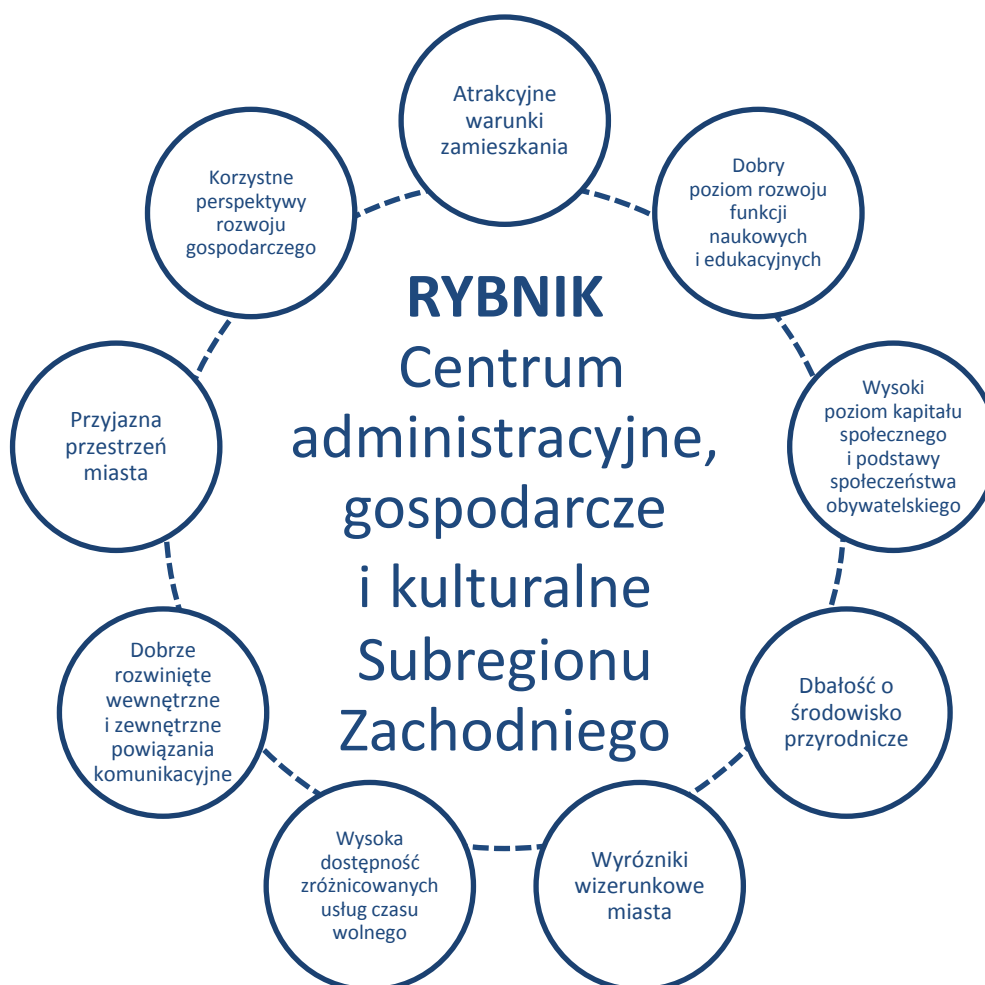 Atrakcyjne
warunki
zamieszkania
Dobry
poziom rozwoju
funkcji
naukowych
i edukacyjnych
Wysoki
poziom kapitału
społecznego
i podstawy
społeczeństwa
obywatelskiego
Dbałość o
środowisko
przyrodnicze
Wyrózniki
wizerunkowe
miasta
Wysoka
dostępność
zróżnicowanych
usług czasu
wolnego
Dobrze
rozwinięte
wewnętrzne
i zewnętrzne
powiązania
komunikacyjne
Przyjazna
przestrzeń
miasta
Korzystne
perspektywy
rozwoju
gospodarczego
RYBNIK
Centrum
administracyjne,
gospodarcze
i kulturalne
Subregionu
Zachodniego